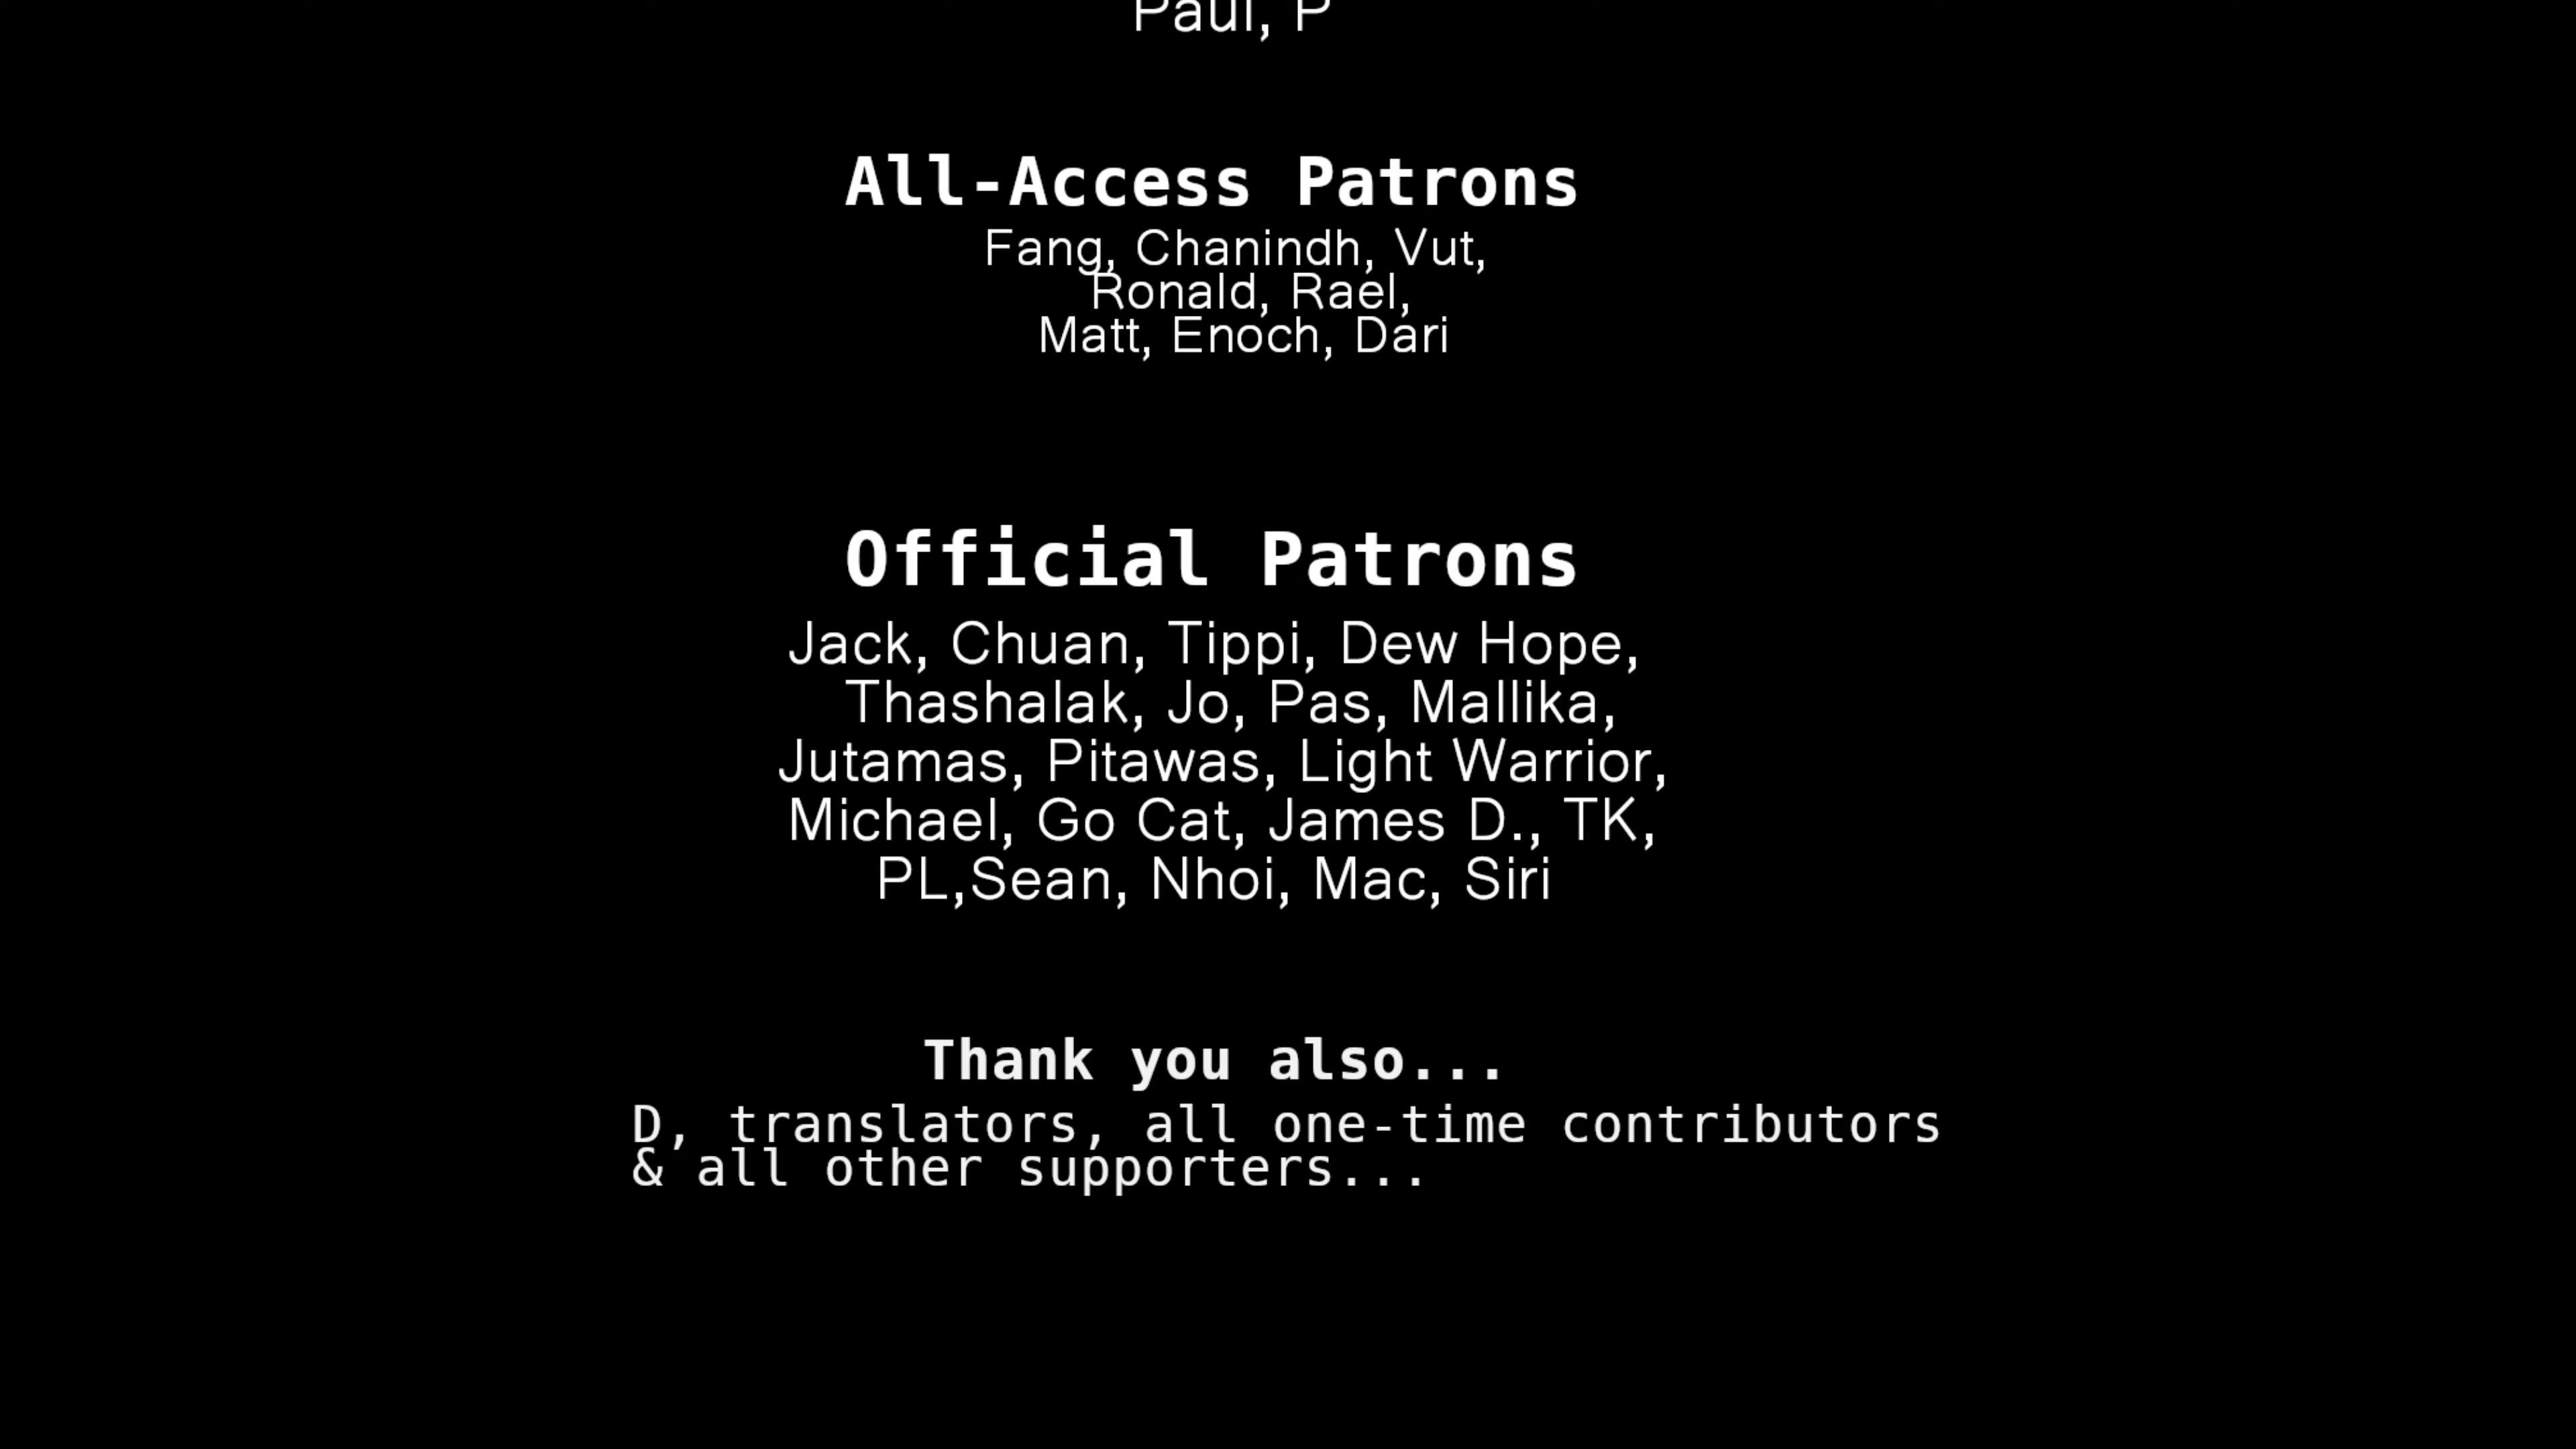 Paul, P
All-Access Patrons
Fang, Chanindh, Vut,
Ronald, Rael,
Matt, Enoch, Dari
Official Patrons
Jack, Chuan, Tippi, Dew Hope,
Thashalak, Jo, Pas, Mallika,
Jutamas, Pitawas, Light Warrior,
Michael, Go Cat, James D., TK,
PL,Sean, Nhoi, Mac, Siri
Thank you also...
D, translators, all one-time contributors
& all other supporters...